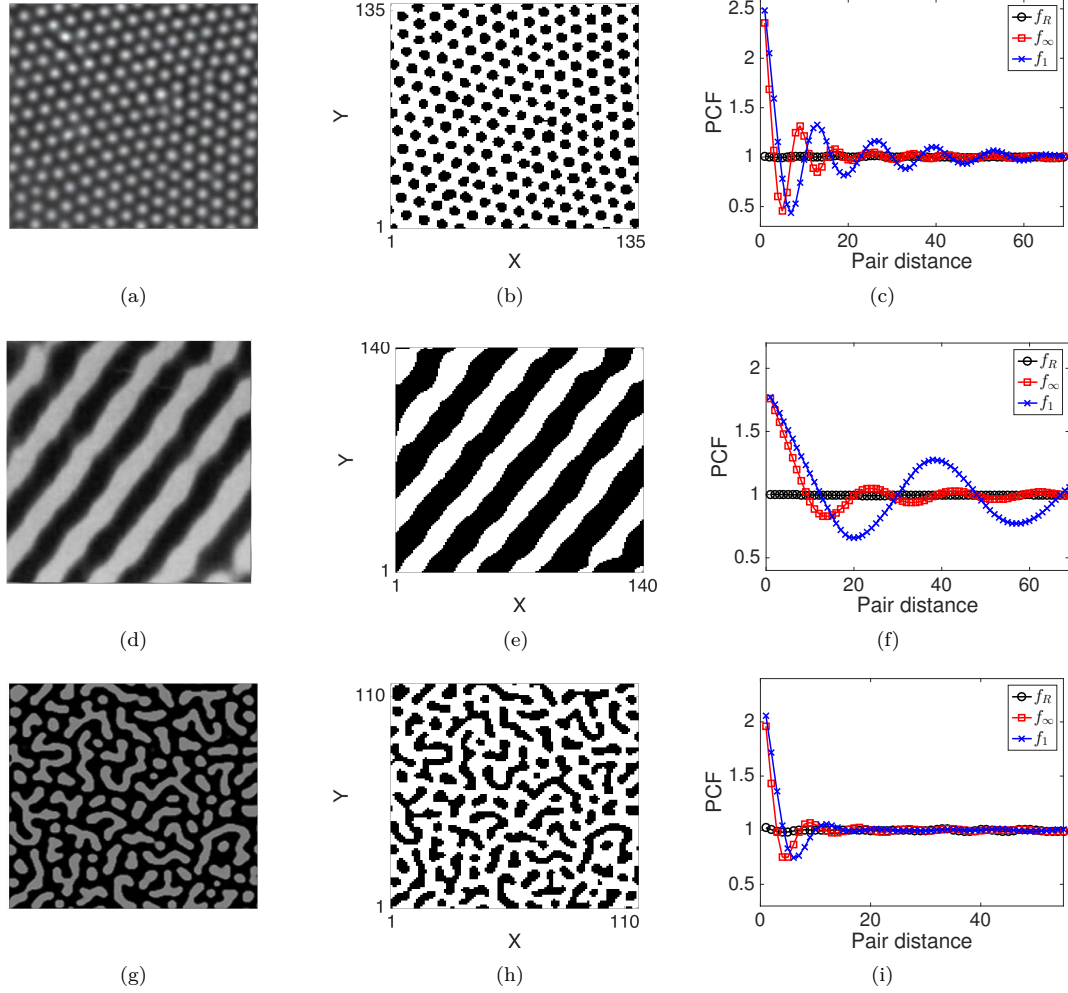 135
Y
1
1
135
X
2.5
2
1.5
1
0.5
PCF
0
20
40
60
Pair distance
f_R
f_∞
f_1
(a)
(b)
(c)
140
Y
1
1
140
X
2
1.5
1
0.5
PCF
0
20
40
60
Pair distance
f_R
f_∞
f_1
(d)
(e)
(f)
110
Y
1
1
110
X
2
1.5
1
0.5
PCF
0
20
40
Pair distance
f_R
f_∞
f_1
(g)
(h)
(i)